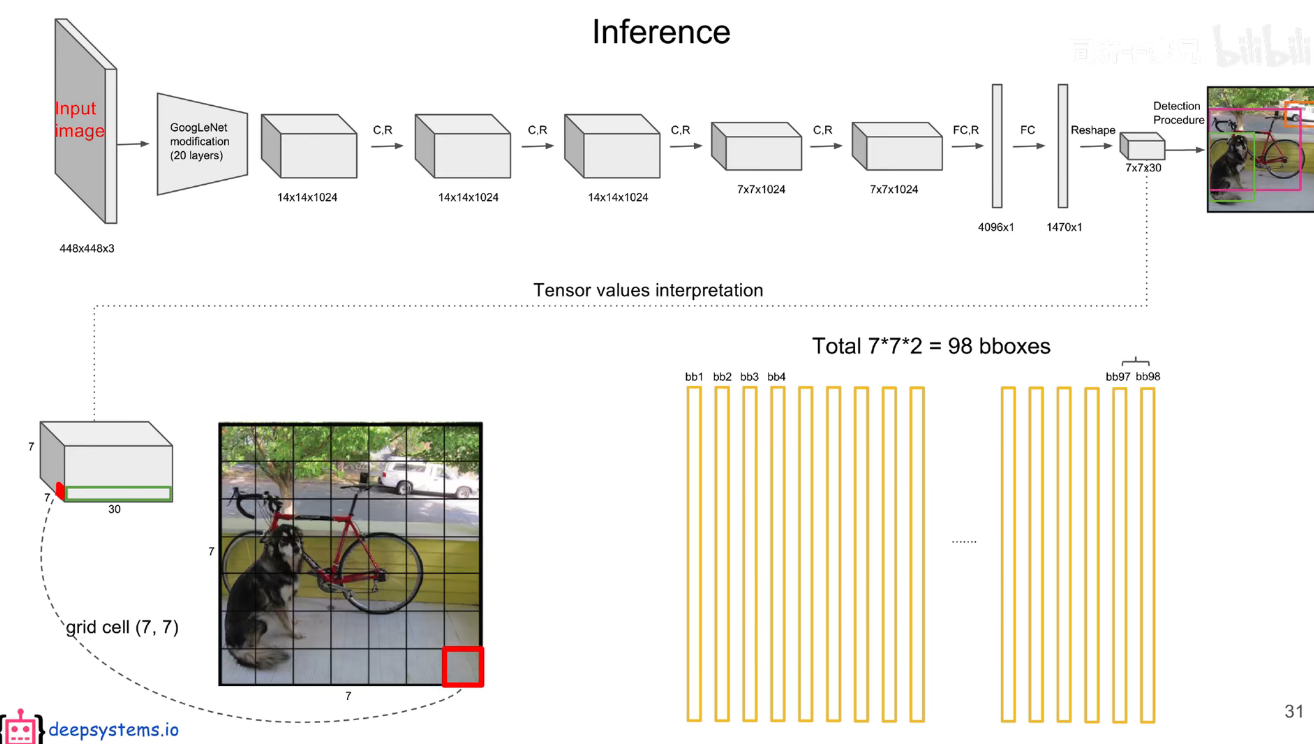 Inference
bilibili
Input
image
GoogLeNet
modification
(20 layers)
C,R
C,R
C,R
C,R
FC,R
FC
Reshape
Detection
Procedure
448x448x3
14x14x1024
14x14x1024
14x14x1024
7x7x1024
7x7x1024
4096x1
1470x1
7x7x30
Tensor values interpretation
Total 7*7*2 = 98 bboxes
bb1 bb2 bb3 bb4
bb97 bb98
.......
7
7
30
7
7
grid cell (7, 7)
deepsystems.io
31